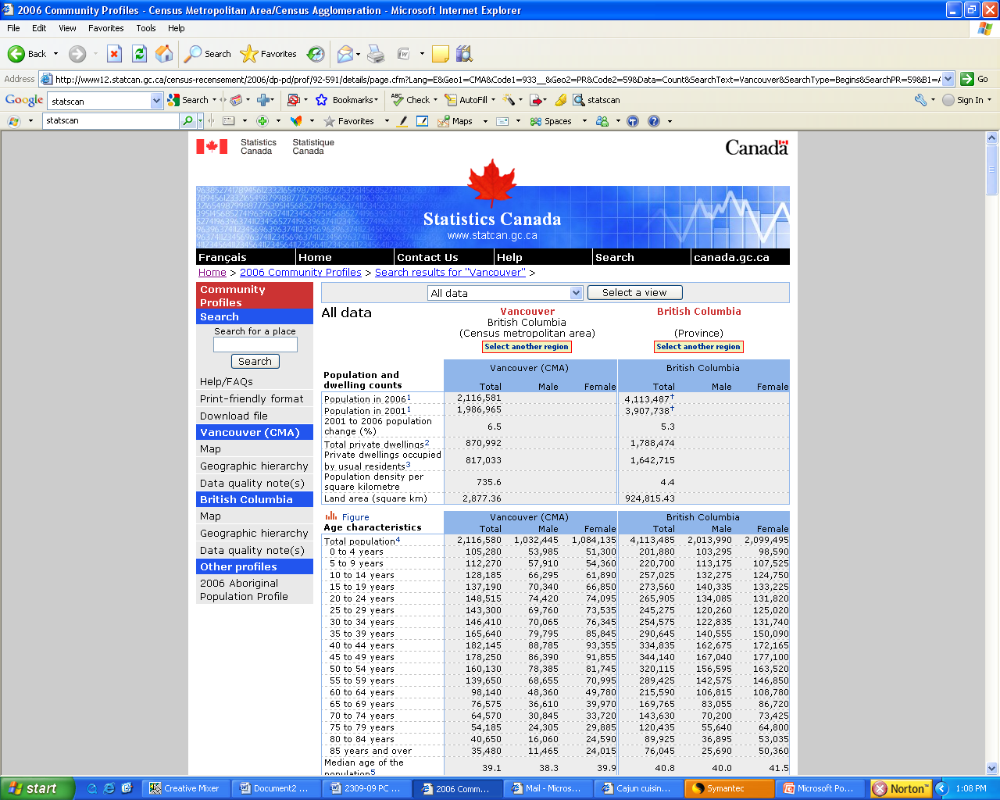 2006 Community Profiles - Census Metropolitan Area/Census Agglomeration - Microsoft Internet Explorer
File Edit View Favorites Tools Help
Back Search Favorites
Address http://www12.statcan.gc.ca/census-recensement/2006/dp-pd/prof/92-591/details/page.cfm?Lang=E&Geo1=CMA&Code1=933__&Geo2=PR&Code2=59&Data=Count&SearchText=Vancouver&SearchType=Begins&SearchPR=59&B1=A Go
Google statscan Search Bookmarks Check AutoFill statscan Sign In
statscan Favorites Maps Spaces
Statistics Canada Statistique Canada Canada
Statistics Canada
www.statcan.gc.ca
Français Home Contact Us Help Search canada.gc.ca
Home > 2006 Community Profiles > Search results for "Vancouver" >
Community Profiles
Search
Search for a place
Search
Help/FAQs
Print-friendly format
Download file
Vancouver (CMA)
Map
Geographic hierarchy
Data quality note(s)
British Columbia
Map
Geographic hierarchy
Data quality note(s)
Other profiles
2006 Aboriginal
Population Profile
All data Select a view
All data
Vancouver British Columbia
British Columbia
(Census metropolitan area) (Province)
Select another region Select another region
Population and dwelling counts Vancouver (CMA) British Columbia
Total Male Female Total Male Female
Population in 2006¹ 2,116,581 4,113,487†
Population in 2001¹ 1,986,965 3,907,738†
2001 to 2006 population change (%) 6.5 5.3
Total private dwellings² 870,992 1,788,474
Private dwellings occupied by usual residents³ 817,033 1,642,715
Population density per square kilometre 735.6 4.4
Land area (square km) 2,877.36 924,815.43
Figure Vancouver (CMA) British Columbia
Age characteristics Total Male Female Total Male Female
Total population⁴ 2,116,580 1,032,445 1,084,135 4,113,485 2,013,990 2,099,495
0 to 4 years 105,280 53,985 51,300 201,880 103,295 98,590
5 to 9 years 112,270 57,910 54,360 220,700 113,175 107,525
10 to 14 years 128,185 66,295 61,890 257,025 132,275 124,750
15 to 19 years 137,190 70,340 66,850 273,560 140,335 133,225
20 to 24 years 148,515 74,420 74,095 265,905 134,085 131,820
25 to 29 years 143,300 69,760 73,535 245,275 120,260 125,020
30 to 34 years 146,410 70,065 76,345 254,575 122,835 131,740
35 to 39 years 165,640 79,795 85,845 290,645 140,555 150,090
40 to 44 years 182,145 88,785 93,355 334,835 162,675 172,165
45 to 49 years 178,250 86,390 91,855 344,140 167,040 177,100
50 to 54 years 160,130 78,385 81,745 320,115 156,595 163,520
55 to 59 years 139,650 68,655 70,995 289,425 142,575 146,850
60 to 64 years 98,140 48,360 49,780 215,590 106,815 108,780
65 to 69 years 76,575 36,610 39,970 169,765 83,055 86,720
70 to 74 years 64,570 30,845 33,720 143,630 70,200 73,425
75 to 79 years 54,185 24,305 29,885 120,435 55,640 64,800
80 to 84 years 40,650 16,060 24,590 89,925 36,895 53,035
85 years and over 35,480 11,465 24,015 76,045 25,690 50,360
Median age of the population⁵ 39.1 38.3 39.9 40.8 40.0 41.5
start Creative Mixer Document2 ... 2309-09 PC ... 2006 Comm... Mail - Micros... Cajun cuisin... Symantec Microsoft Po... Norton™ 1:08 PM